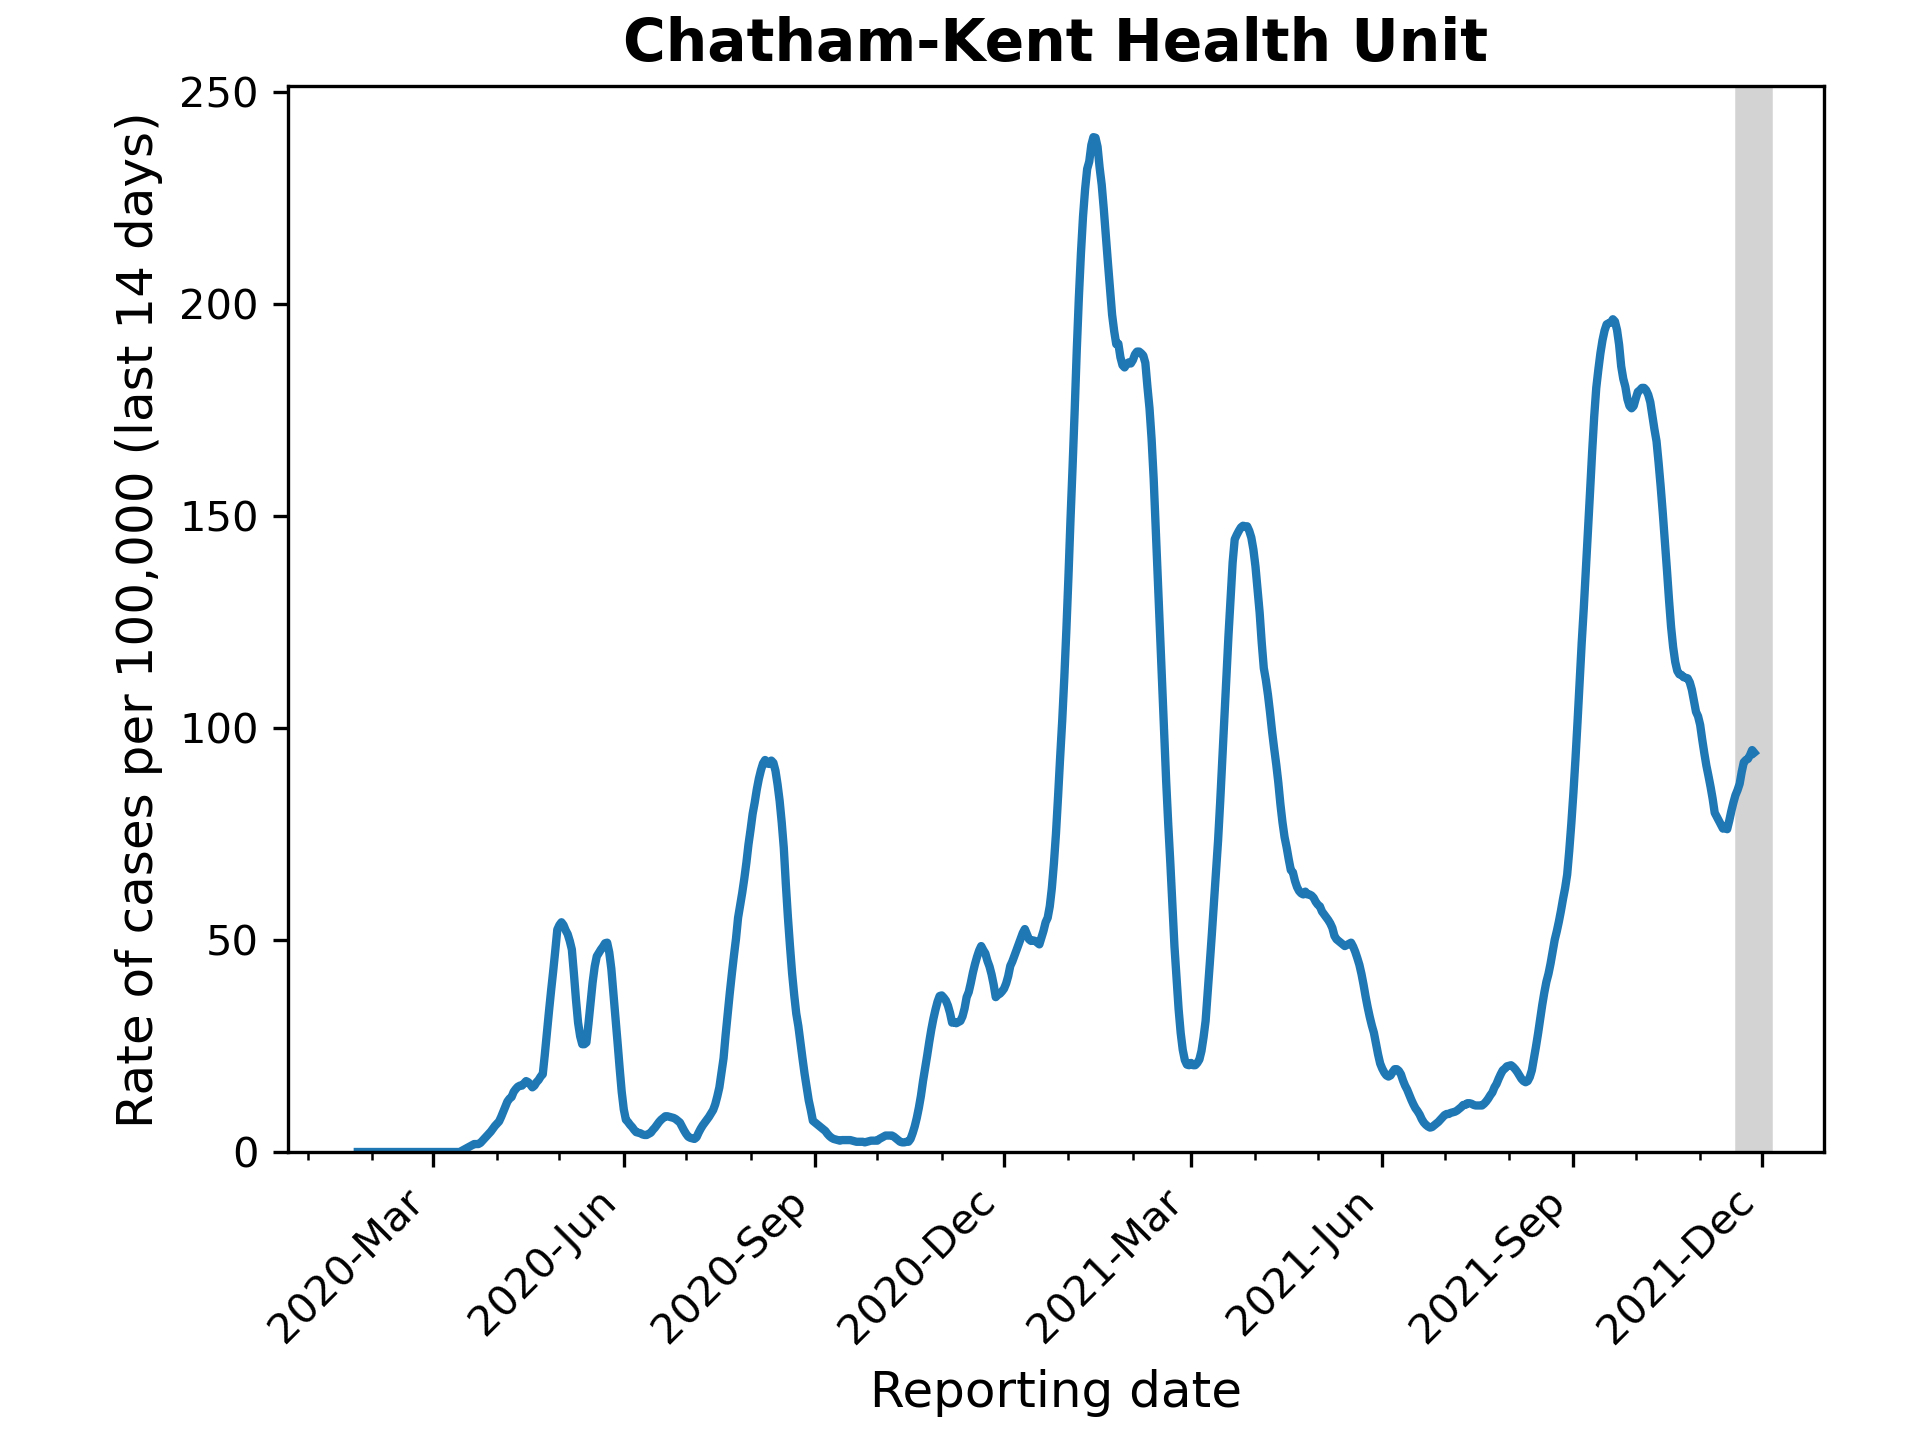 Chatham-Kent Health Unit
Rate of cases per 100,000 (last 14 days)
250
200
150
100
50
0
2020-Mar
2020-Jun
2020-Sep
2020-Dec
2021-Mar
2021-Jun
2021-Sep
2021-Dec
Reporting date